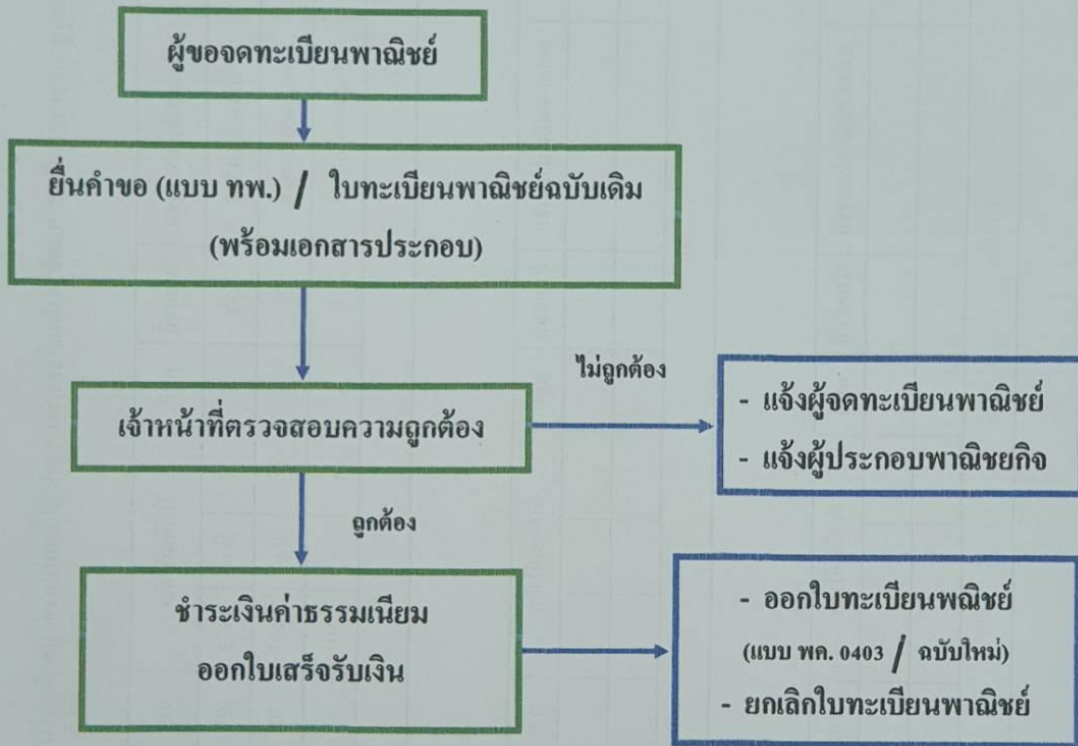 ผู้ขอจดทะเบียนพาณิชย์
ยื่นคำขอ (แบบ ทพ.) / ใบทะเบียนพาณิชย์ฉบับเดิม
(พร้อมเอกสารประกอบ)
เจ้าหน้าที่ตรวจสอบความถูกต้อง
ไม่ถูกต้อง
- แจ้งผู้จดทะเบียนพาณิชย์
- แจ้งผู้ประกอบพาณิชยกิจ
ถูกต้อง
ชำระเงินค่าธรรมเนียม
ออกใบเสร็จรับเงิน
- ออกใบทะเบียนพณิชย์
(แบบ พค. 0403 / ฉบับใหม่)
- ยกเลิกใบทะเบียนพาณิชย์